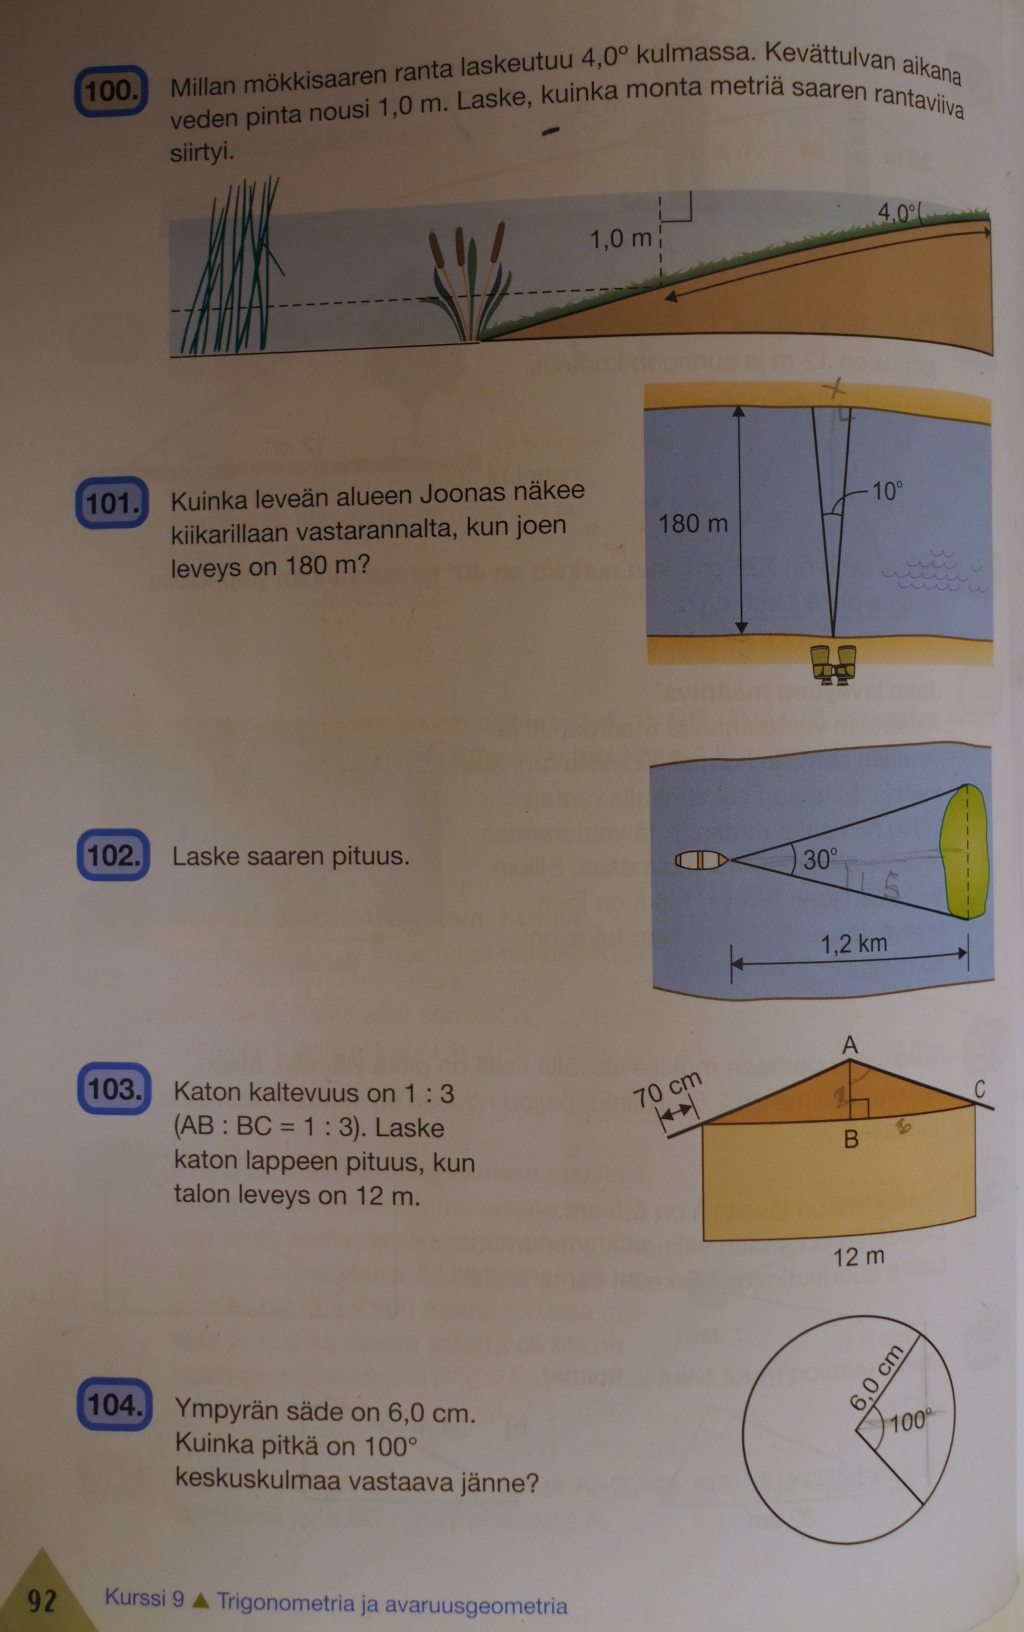 100. Millan mökkisaaren ranta laskeutuu 4,0° kulmassa. Kevättulvan aikana
veden pinta nousi 1,0 m. Laske, kuinka monta metriä saaren rantaviiva
siirtyi.
1,0 m
4,0°
101. Kuinka leveän alueen Joonas näkee
kiikarillaan vastarannalta, kun joen
leveys on 180 m?
x
180 m
10°
102. Laske saaren pituus.
30°
15
1,2 km
103. Katon kaltevuus on 1 : 3
(AB : BC = 1 : 3). Laske
katon lappeen pituus, kun
talon leveys on 12 m.
70 cm
A
B
C
6
12 m
104. Ympyrän säde on 6,0 cm.
Kuinka pitkä on 100°
keskuskulmaa vastaava jänne?
6,0 cm
100°
92 Kurssi 9 ▲ Trigonometria ja avaruusgeometria